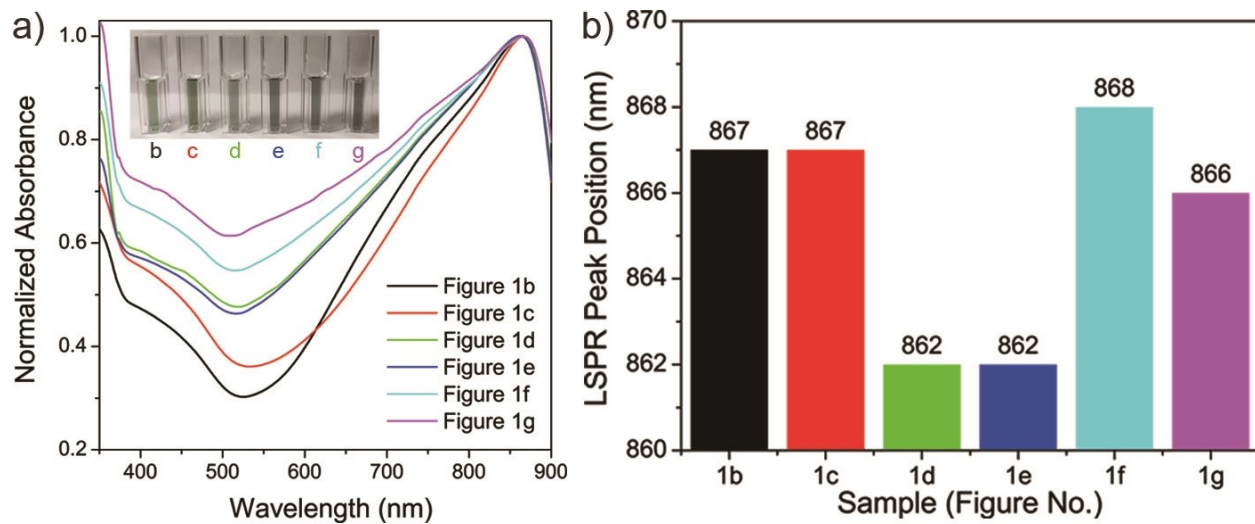 a)
Normalized Absorbance
1.0
0.8
0.6
0.4
0.2
b c d e f g
Figure 1b
Figure 1c
Figure 1d
Figure 1e
Figure 1f
Figure 1g
400 500 600 700 800 900
Wavelength (nm)
b)
LSPR Peak Position (nm)
870
868
866
864
862
860
867 867 862 862 868 866
1b 1c 1d 1e 1f 1g
Sample (Figure No.)